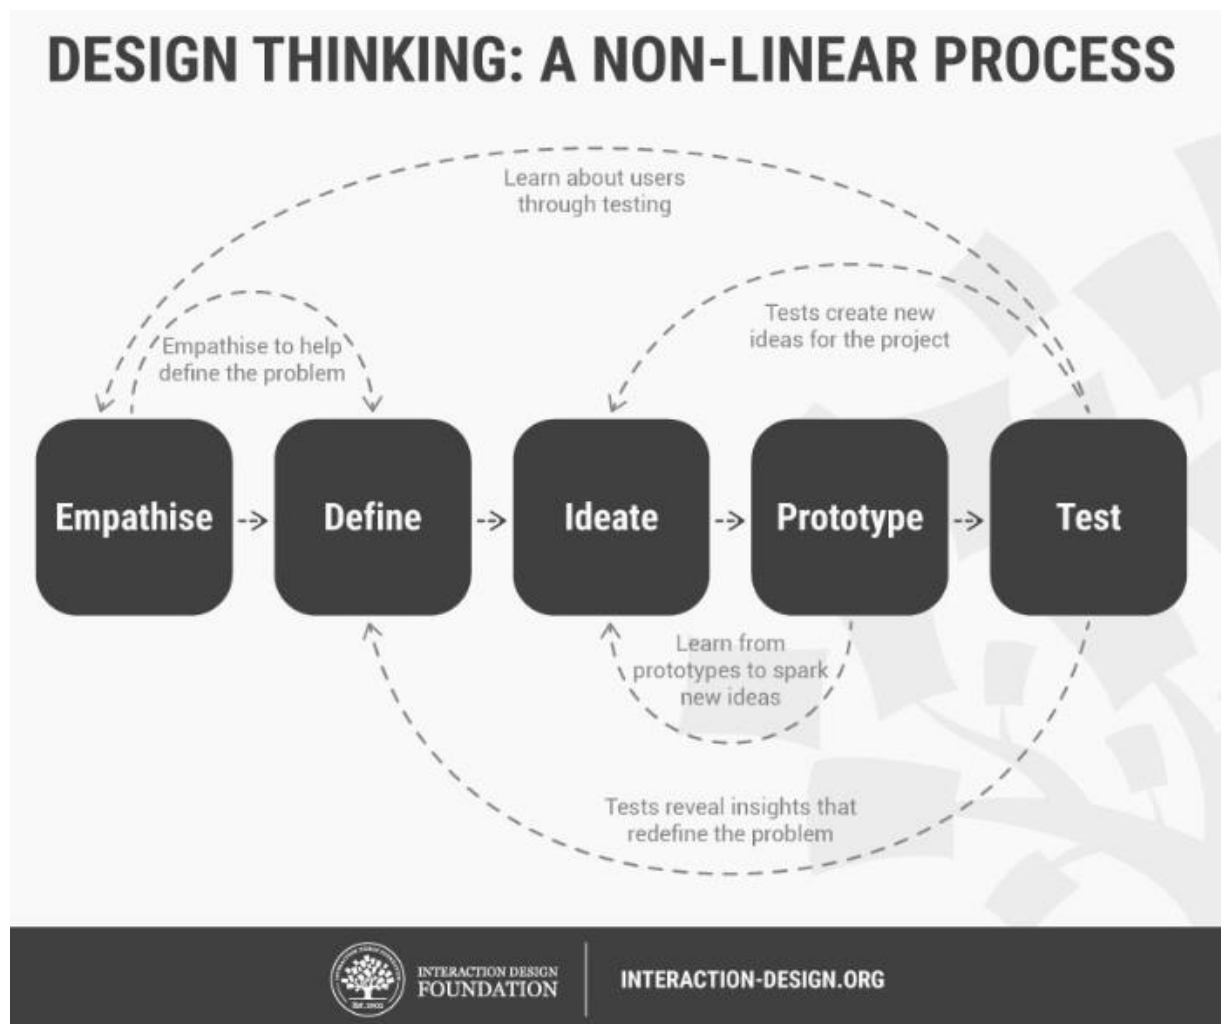 DESIGN THINKING: A NON-LINEAR PROCESS
Learn about users
through testing
Tests create new
ideas for the project
Empathise to help
define the problem
Empathise
Define
Ideate
Prototype
Test
Learn from
prototypes to spark
new ideas
Tests reveal insights that
redefine the problem
INTERACTION DESIGN
FOUNDATION
INTERACTION-DESIGN.ORG